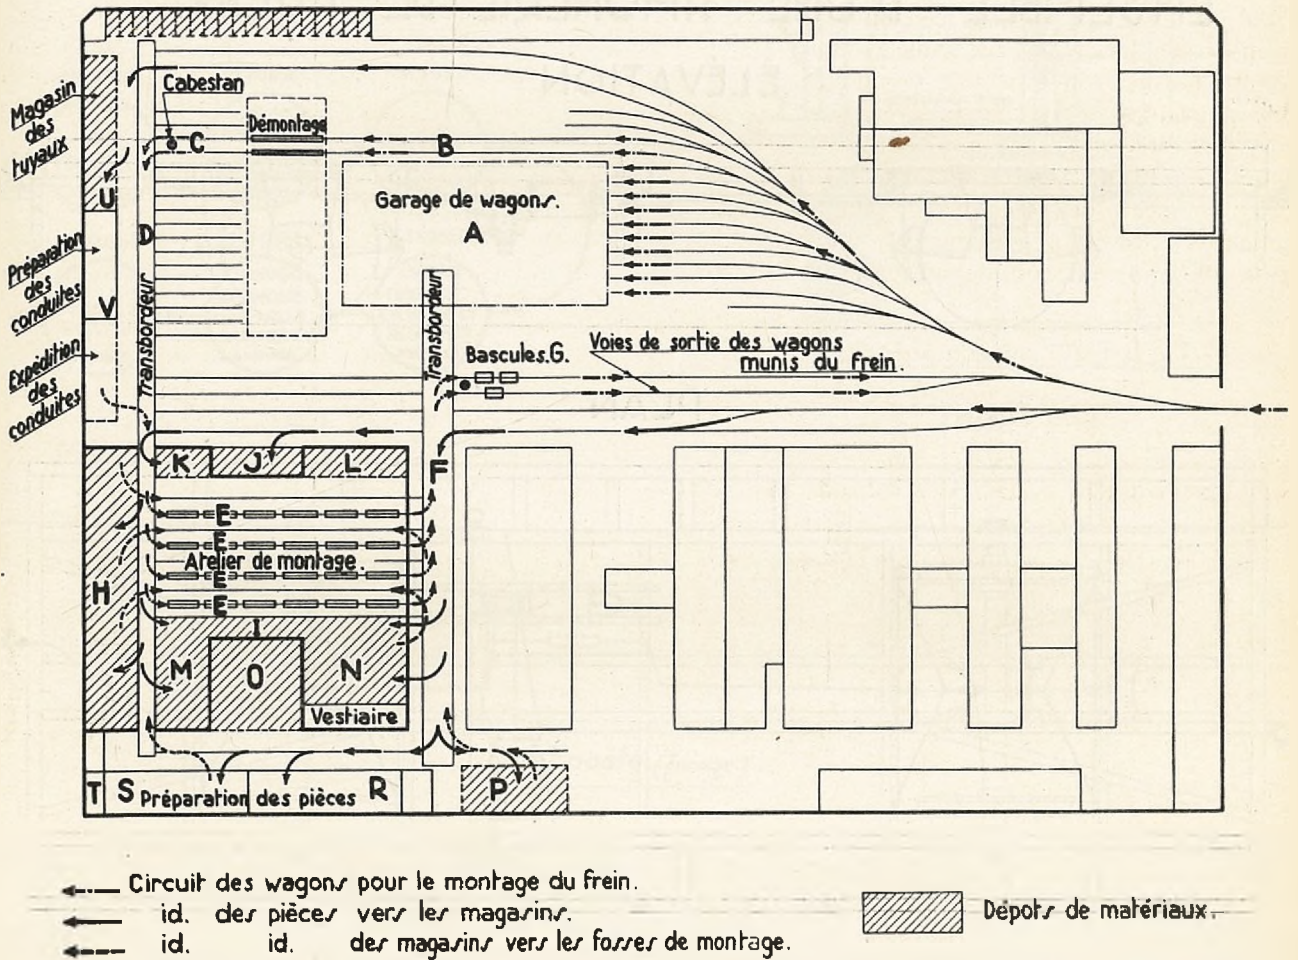 Magasin
des
tuyaux
Cabestan
Démontage
C
B
U
D
Garage de wagons.
A
Préparation
des
conduites
V
Transbordeur
Transbordeur
Bascules.G.
Voies de sortie des wagons
munis du frein.
Expédition
des
conduites
K
J
L
F
E
E
Atelier de montage.
E
E
H
I
M
O
N
Vestiaire
T
S
Préparation des pièces
R
P
Circuit des wagons pour le montage du frein.
id. des pièces vers les magasins.
id. id. des magasins vers les fosses de montage.
Dépôts de matériaux.